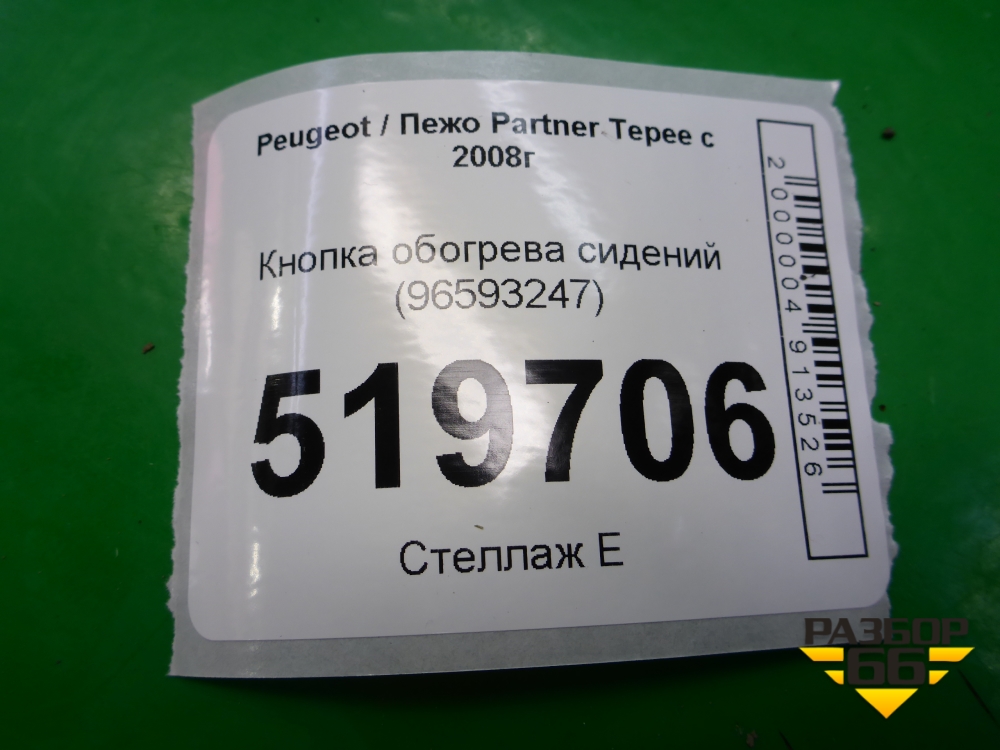 Peugeot / Пежо Partner Tepee с
2008г
Кнопка обогрева сидений
(96593247)
519706
Стеллаж Е
2000004913526
РАЗБОР
66